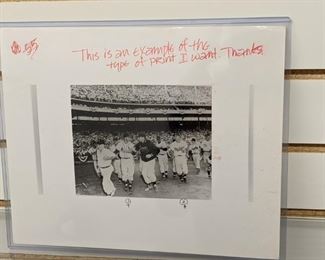 This is an example of the
type of print I want. Thanks!